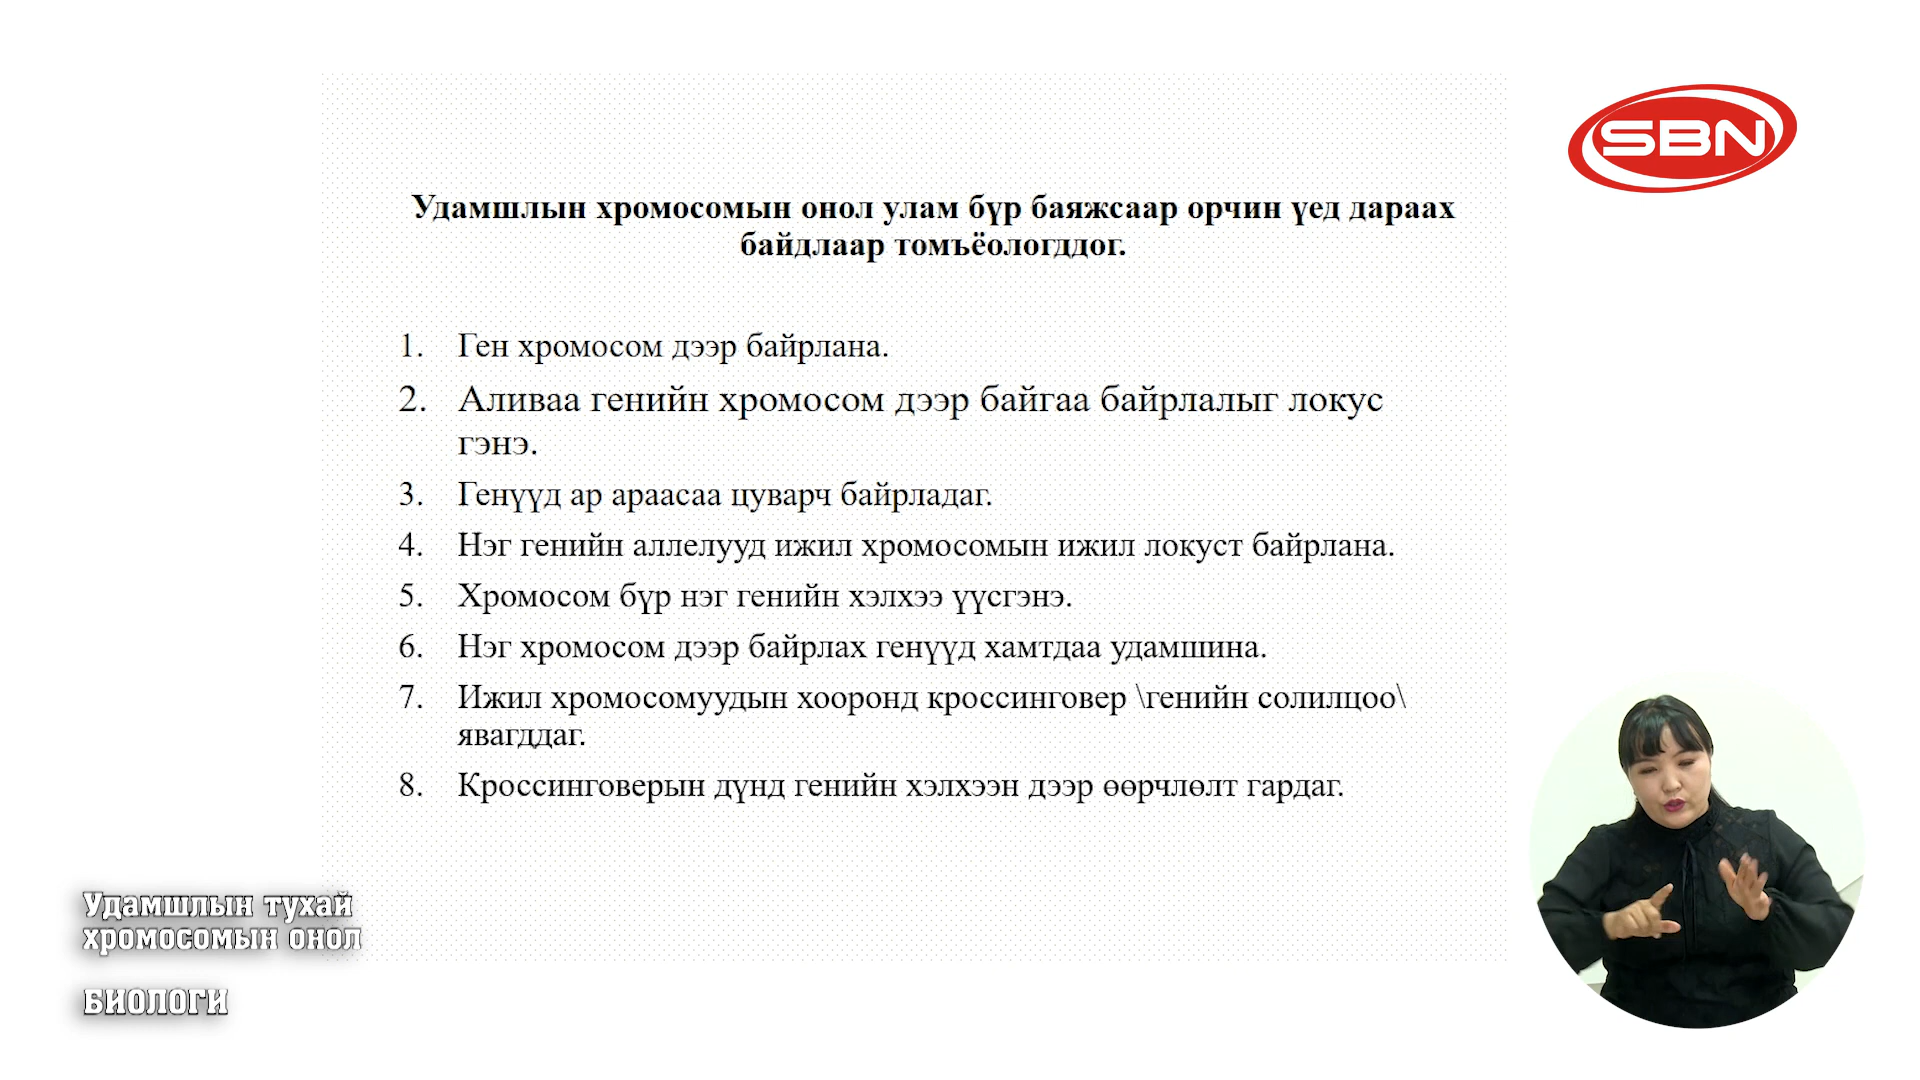 SBN
Удамшлын хромосомын онол улам бүр баяжсаар орчин үед дараах
байдлаар томъёологддог.
1. Ген хромосом дээр байрлана.
2. Аливаа генийн хромосом дээр байгаа байрлалыг локус
гэнэ.
3. Генүүд ар араасаа цуварч байрладаг.
4. Нэг генийн аллелууд ижил хромосомын ижил локуст байрлана.
5. Хромосом бүр нэг генийн хэлхээ үүсгэнэ.
6. Нэг хромосом дээр байрлах генүүд хамтдаа удамшина.
7. Ижил хромосомуудын хооронд кроссинговер \генийн солилцоо\
явагддаг.
8. Кроссинговерын дүнд генийн хэлхээн дээр өөрчлөлт гардаг.
Удамшлын тухай
хромосомын онол
БИОЛОГИ